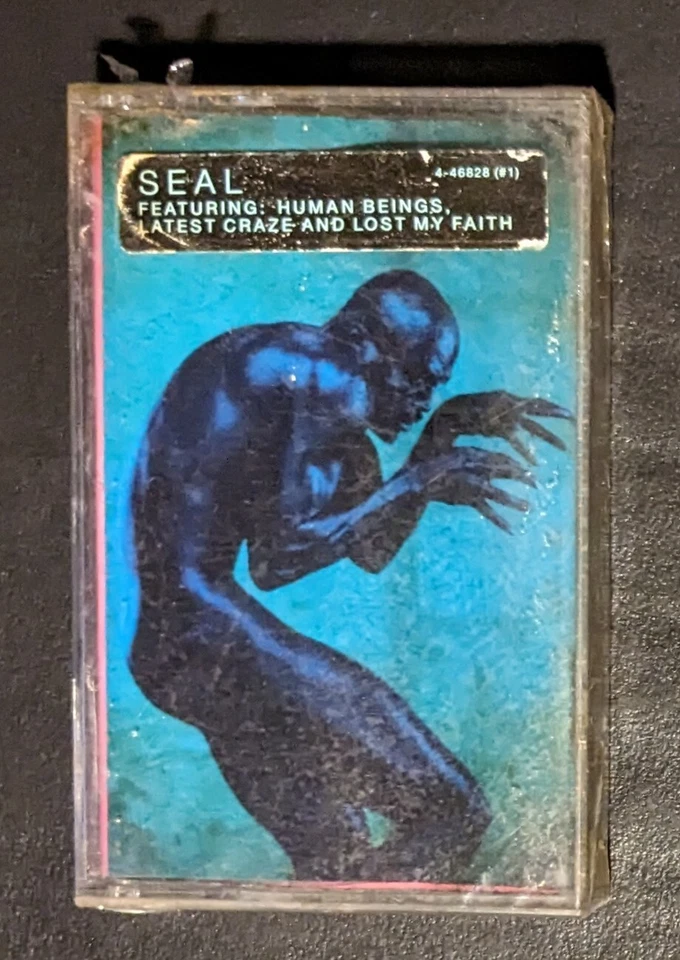 SEAL
4-46828 (#1)
FEATURING: HUMAN BEINGS,
LATEST CRAZE AND LOST MY FAITH